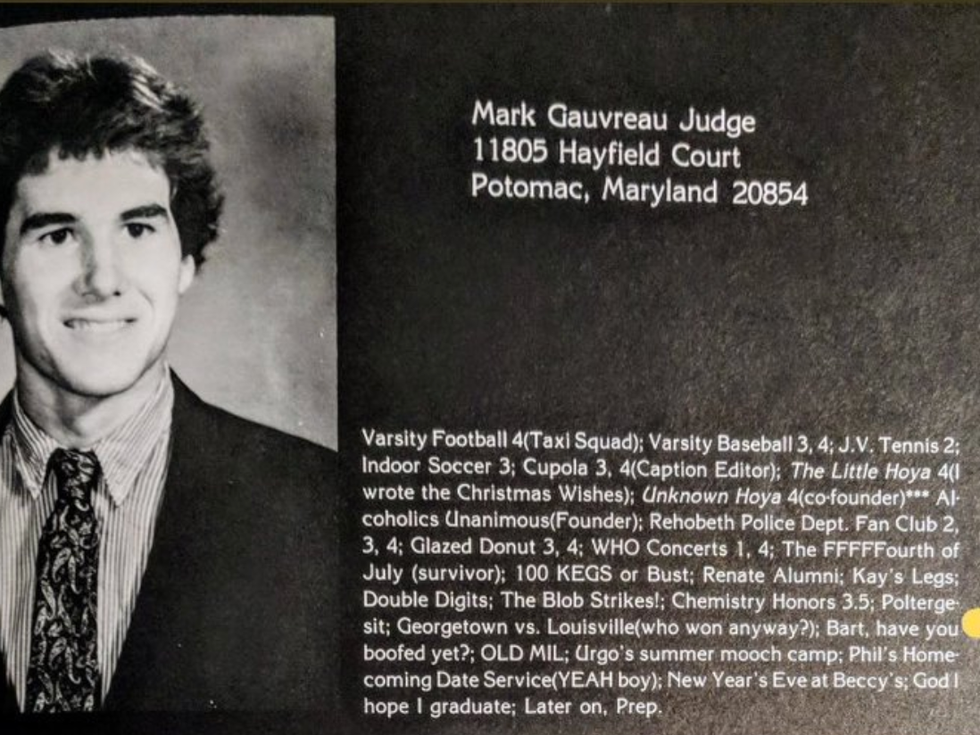 Mark Gauvreau Judge
11805 Hayfield Court
Potomac, Maryland 20854
Varsity Football 4(Taxi Squad); Varsity Baseball 3, 4; J.V. Tennis 2;
Indoor Soccer 3; Cupola 3, 4(Caption Editor); The Little Hoya 4(I
wrote the Christmas Wishes); Unknown Hoya 4(co-founder)*** Al-
coholics Unanimous(Founder); Rehobeth Police Dept. Fan Club 2,
3, 4; Glazed Donut 3, 4; WHO Concerts 1, 4; The FFFFFourth of
July (survivor); 100 KEGS or Bust; Renate Alumni; Kay's Legs;
Double Digits; The Blob Strikes!; Chemistry Honors 3.5; Polterge-
sit; Georgetown vs. Louisville(who won anyway?); Bart, have you
boofed yet?; OLD MIL; Urgo's summer mooch camp; Phil's Home-
coming Date Service(YEAH boy); New Year's Eve at Beccy's; God I
hope I graduate; Later on, Prep.